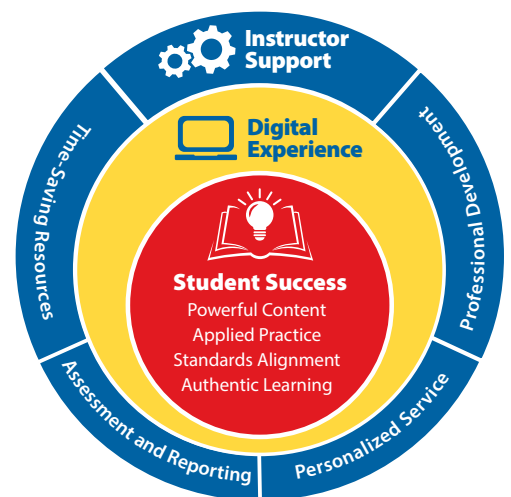 Instructor
Support
Digital
Experience
Student Success
Powerful Content
Applied Practice
Standards Alignment
Authentic Learning
Time-Saving Resources
Professional Development
Assessment and Reporting
Personalized Service